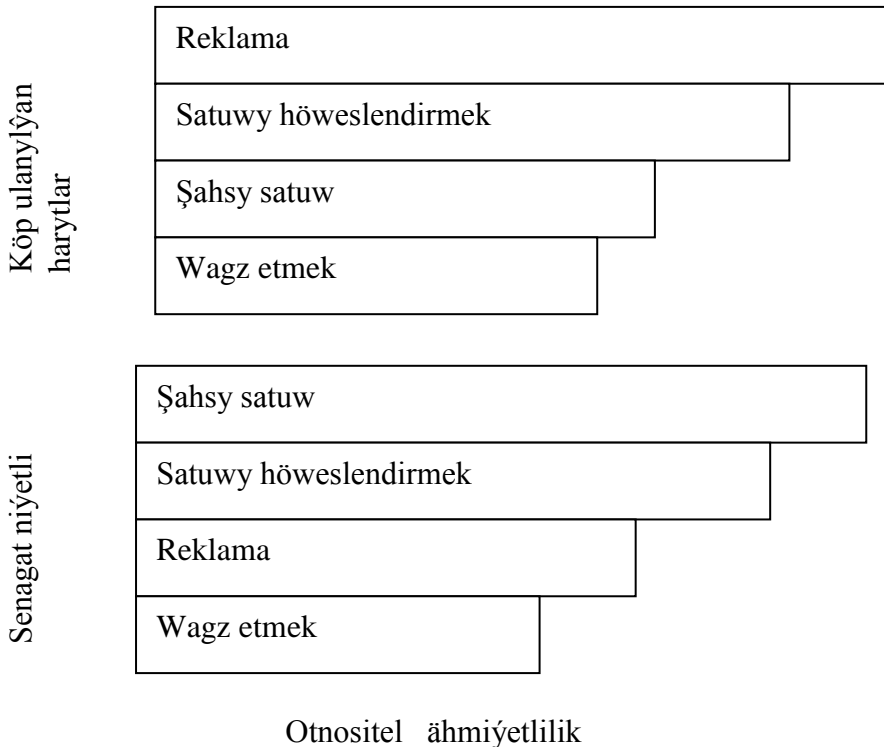 Köp ulanylŷan
harytlar
Reklama
Satuwy höweslendirmek
Şahsy satuw
Wagz etmek
Senagat niýetli
Şahsy satuw
Satuwy höweslendirmek
Reklama
Wagz etmek
Otnositel ähmiýetlilik